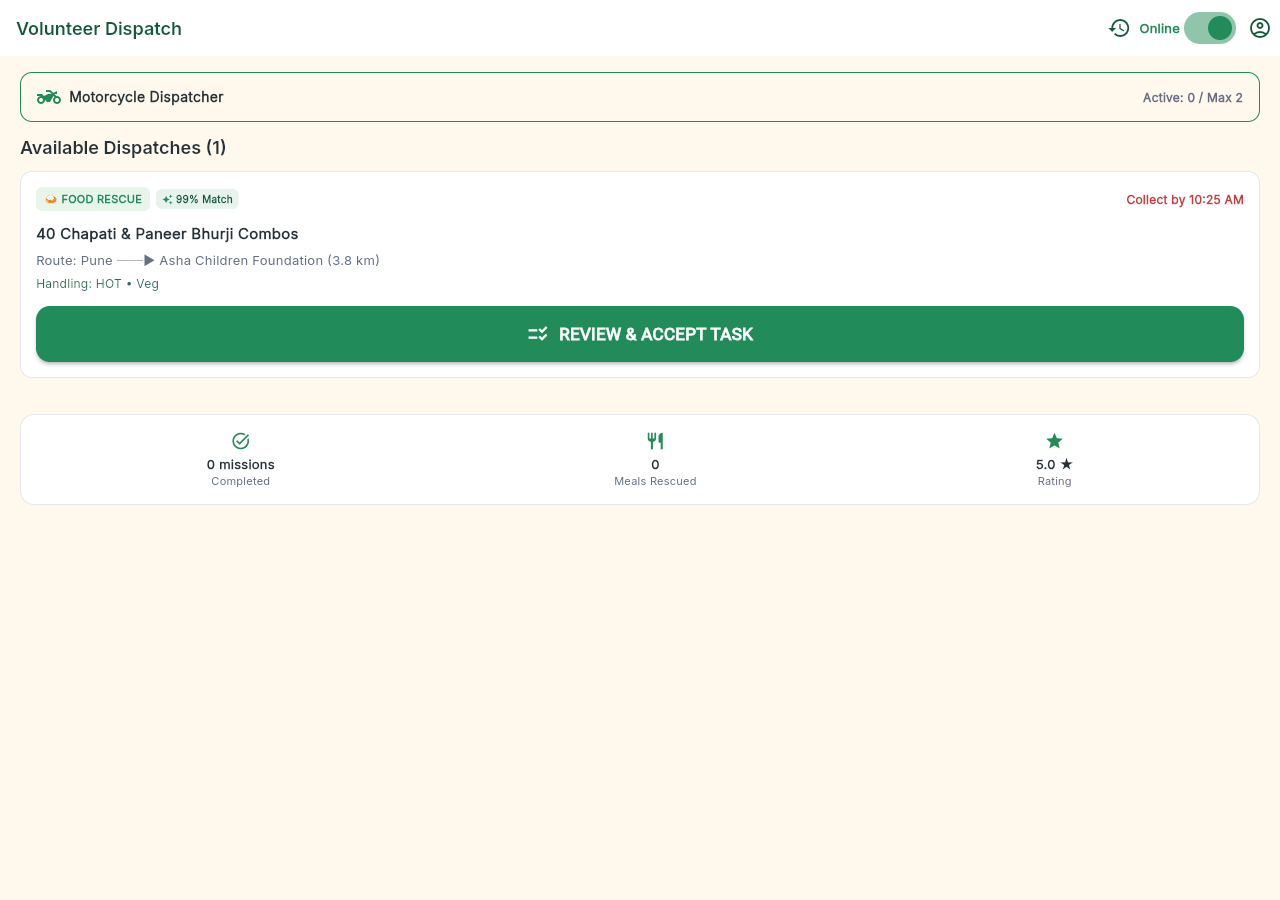 Volunteer Dispatch
Online
Motorcycle Dispatcher
Active: 0 / Max 2
Available Dispatches (1)
FOOD RESCUE
99% Match
Collect by 10:25 AM
40 Chapati & Paneer Bhurji Combos
Route: Pune ──▶ Asha Children Foundation (3.8 km)
Handling: HOT • Veg
REVIEW & ACCEPT TASK
0 missions
Completed
0
Meals Rescued
5.0 ★
Rating